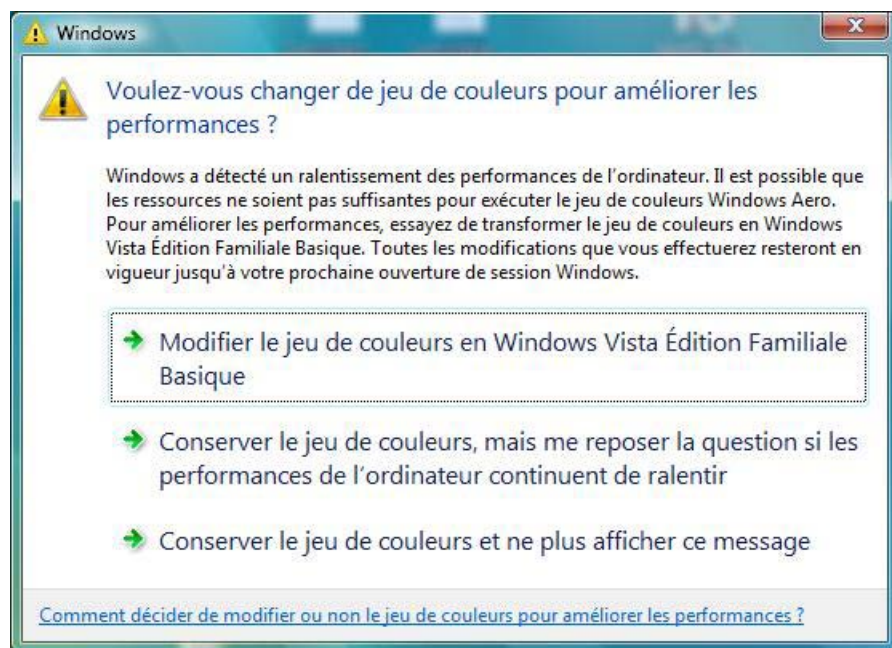 Windows
Voulez-vous changer de jeu de couleurs pour améliorer les
performances ?
Windows a détecté un ralentissement des performances de l'ordinateur. Il est possible que
les ressources ne soient pas suffisantes pour exécuter le jeu de couleurs Windows Aero.
Pour améliorer les performances, essayez de transformer le jeu de couleurs en Windows
Vista Édition Familiale Basique. Toutes les modifications que vous effectuerez resteront en
vigueur jusqu'à votre prochaine ouverture de session Windows.
Modifier le jeu de couleurs en Windows Vista Édition Familiale
Basique
Conserver le jeu de couleurs, mais me reposer la question si les
performances de l'ordinateur continuent de ralentir
Conserver le jeu de couleurs et ne plus afficher ce message
Comment décider de modifier ou non le jeu de couleurs pour améliorer les performances ?